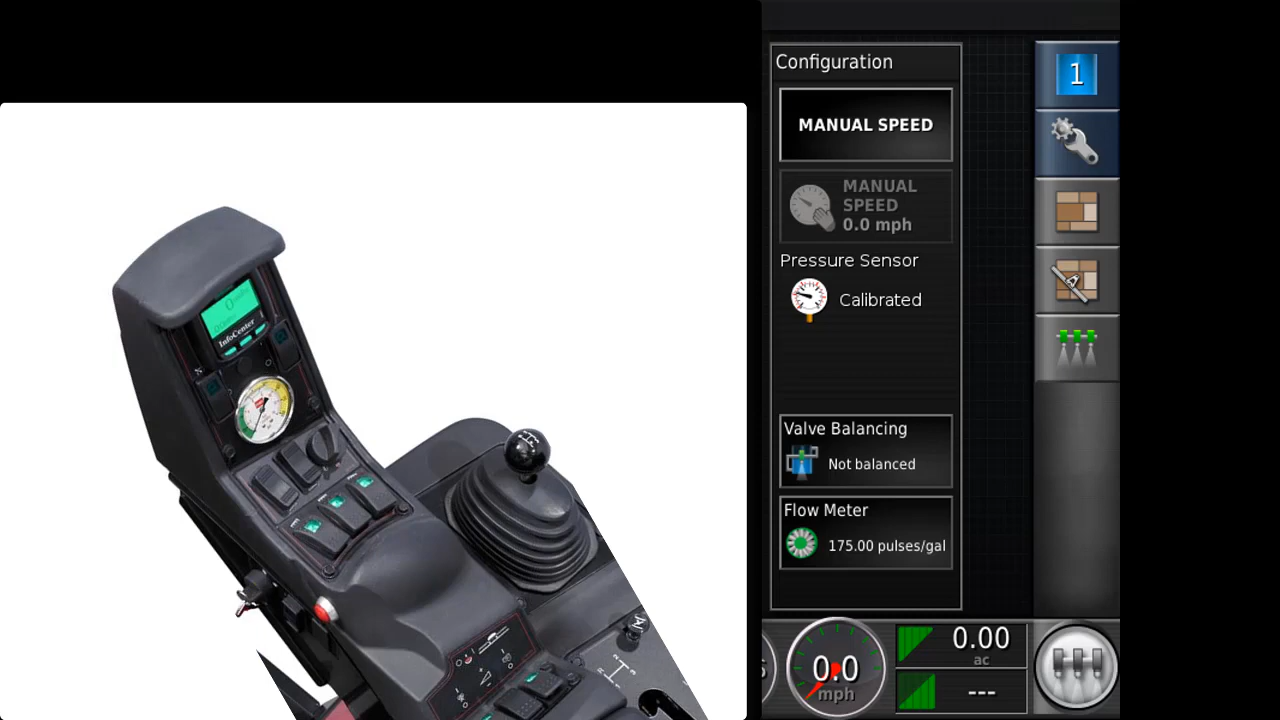 Configuration
MANUAL SPEED
MANUAL
SPEED
0.0 mph
Pressure Sensor
Calibrated
Valve Balancing
Not balanced
Flow Meter
175.00 pulses/gal
1
0.0
mph
0.00
ac
---
InfoCenter